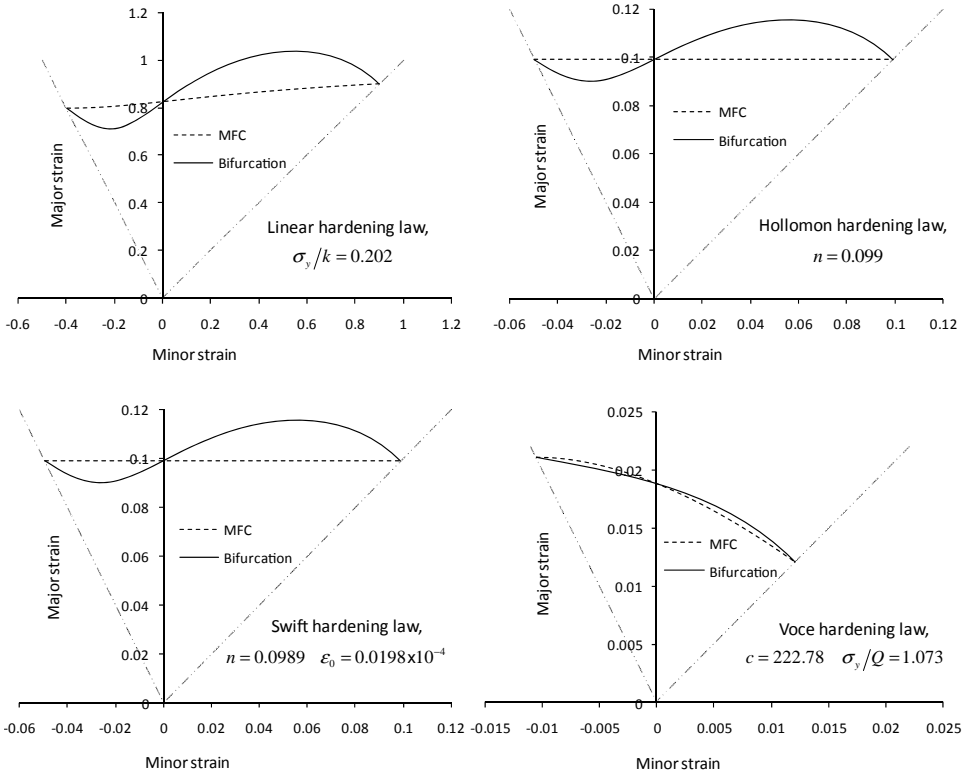 1.2
1
0.8
0.6
0.4
0.2
0
-0.6 -0.4 -0.2 0 0.2 0.4 0.6 0.8 1 1.2
Major strain
Minor strain
MFC
Bifurcation
Linear hardening law,
σy/k = 0.202
0.12
0.1
0.08
0.06
0.04
0.02
0
-0.06 -0.04 -0.02 0 0.02 0.04 0.06 0.08 0.1 0.12
Major strain
Minor strain
MFC
Bifurcation
Hollomon hardening law,
n = 0.099
0.12
0.1
0.08
0.06
0.04
0.02
0
-0.06 -0.04 -0.02 0 0.02 0.04 0.06 0.08 0.1 0.12
Major strain
Minor strain
MFC
Bifurcation
Swift hardening law,
n = 0.0989 ε0 = 0.0198x10-4
0.025
0.02
0.015
0.01
0.005
0
-0.015 -0.01 -0.005 0 0.005 0.01 0.015 0.02 0.025
Major strain
Minor strain
MFC
Bifurcation
Voce hardening law,
c = 222.78 σy/Q = 1.073